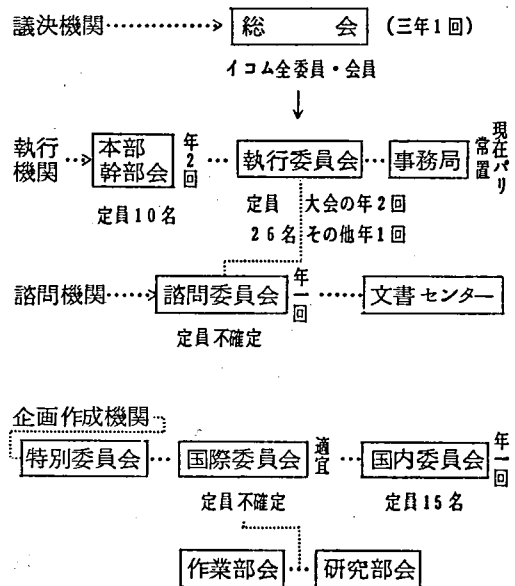 議決機関…………> 総会 (三年1回)
イコム全委員・会員
執行機関…> 本部幹部会 年2回 … 執行委員会 … 事務局 常置 現在パリ
定員10名
定員26名
大会の年2回
その他年1回
諮問機関……> 諮問委員会 年一回 …… 文書センター
定員不確定
企画作成機関
特別委員会 … 国際委員会 適宜 … 国内委員会 年一回
定員不確定
定員15名
作業部会 … 研究部会